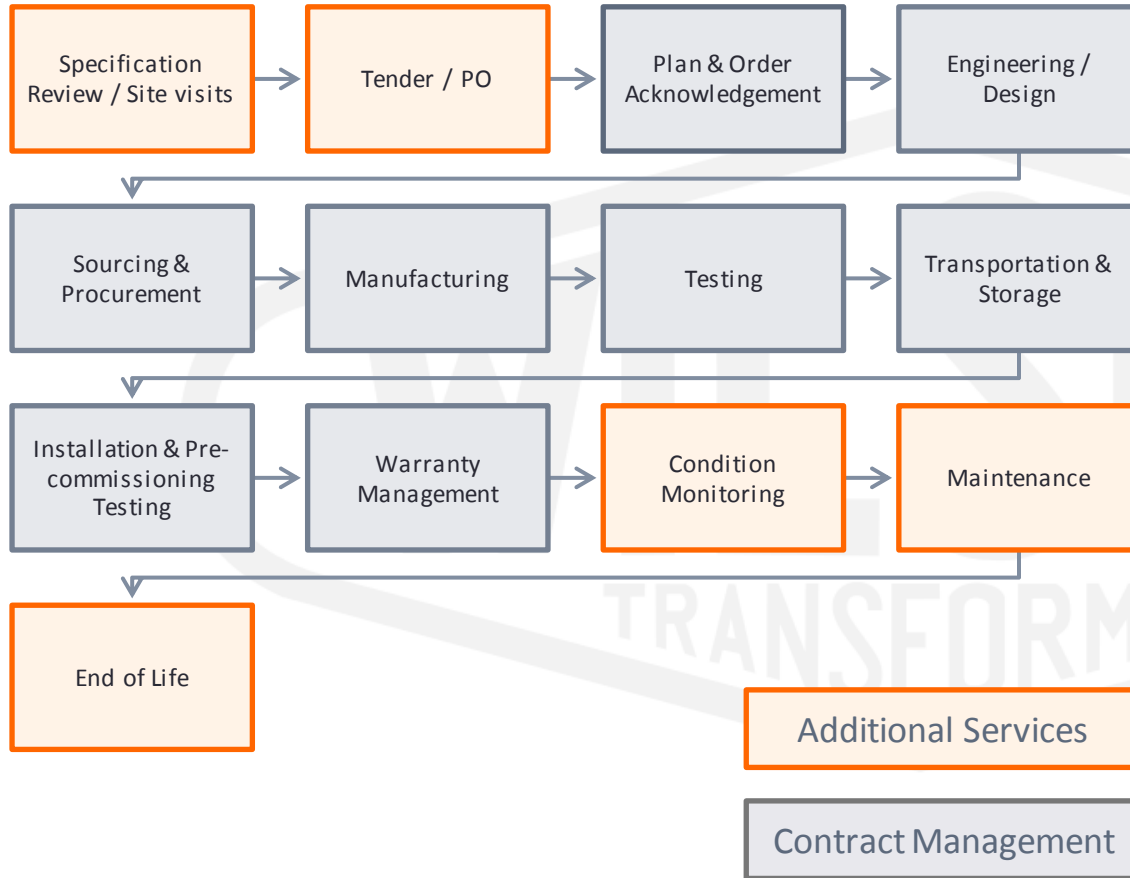 Specification
Review / Site visits
Tender / PO
Plan & Order
Acknowledgement
Engineering /
Design
Sourcing &
Procurement
Manufacturing
Testing
Transportation &
Storage
Installation & Pre-
commissioning
Testing
Warranty
Management
Condition
Monitoring
Maintenance
End of Life
TRANSFORM
Additional Services
Contract Management